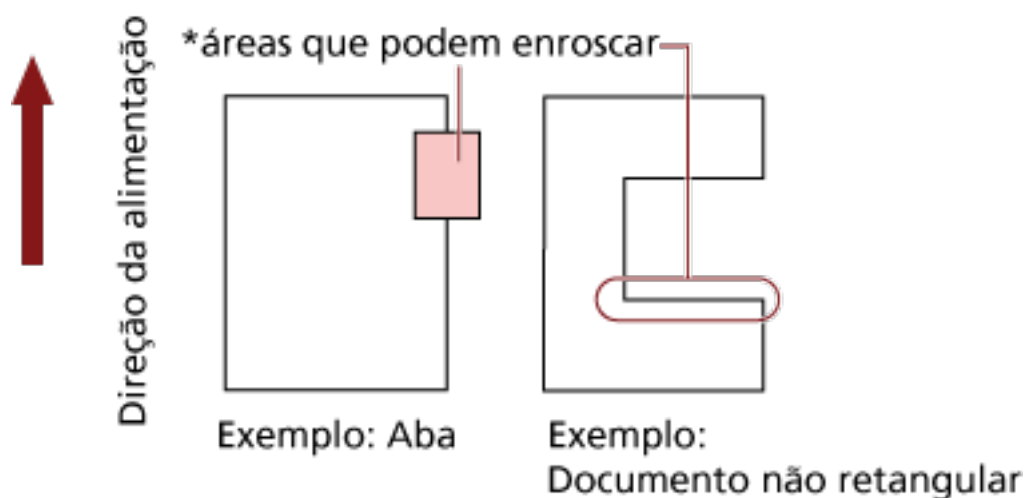 *áreas que podem enroscar
Direção da alimentação
Exemplo: Aba
Exemplo:
Documento não retangular